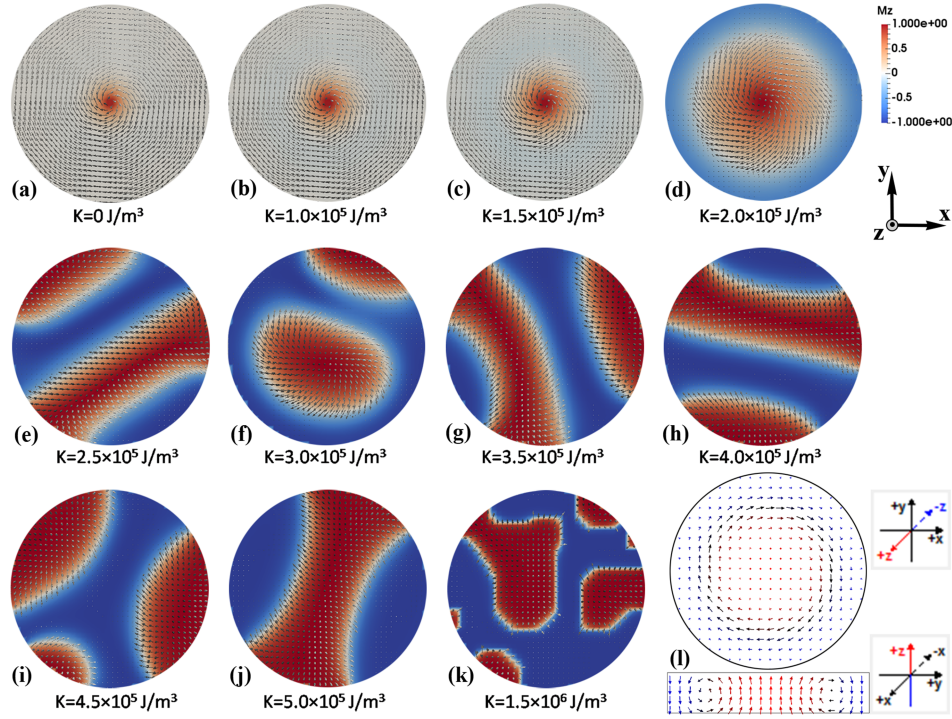 Mz
1.000e+00
0.5
0
-0.5
-1.000e+00
(a)
(b)
(c)
(d)
K=0 J/m³
K=1.0×10⁵ J/m³
K=1.5×10⁵ J/m³
K=2.0×10⁵ J/m³
y
z
x
(e)
(f)
(g)
(h)
K=2.5×10⁵ J/m³
K=3.0×10⁵ J/m³
K=3.5×10⁵ J/m³
K=4.0×10⁵ J/m³
+y
-z
+x
+z
(i)
(j)
(k)
(l)
K=4.5×10⁵ J/m³
K=5.0×10⁵ J/m³
K=1.5×10⁶ J/m³
+z
-x
+x
+y